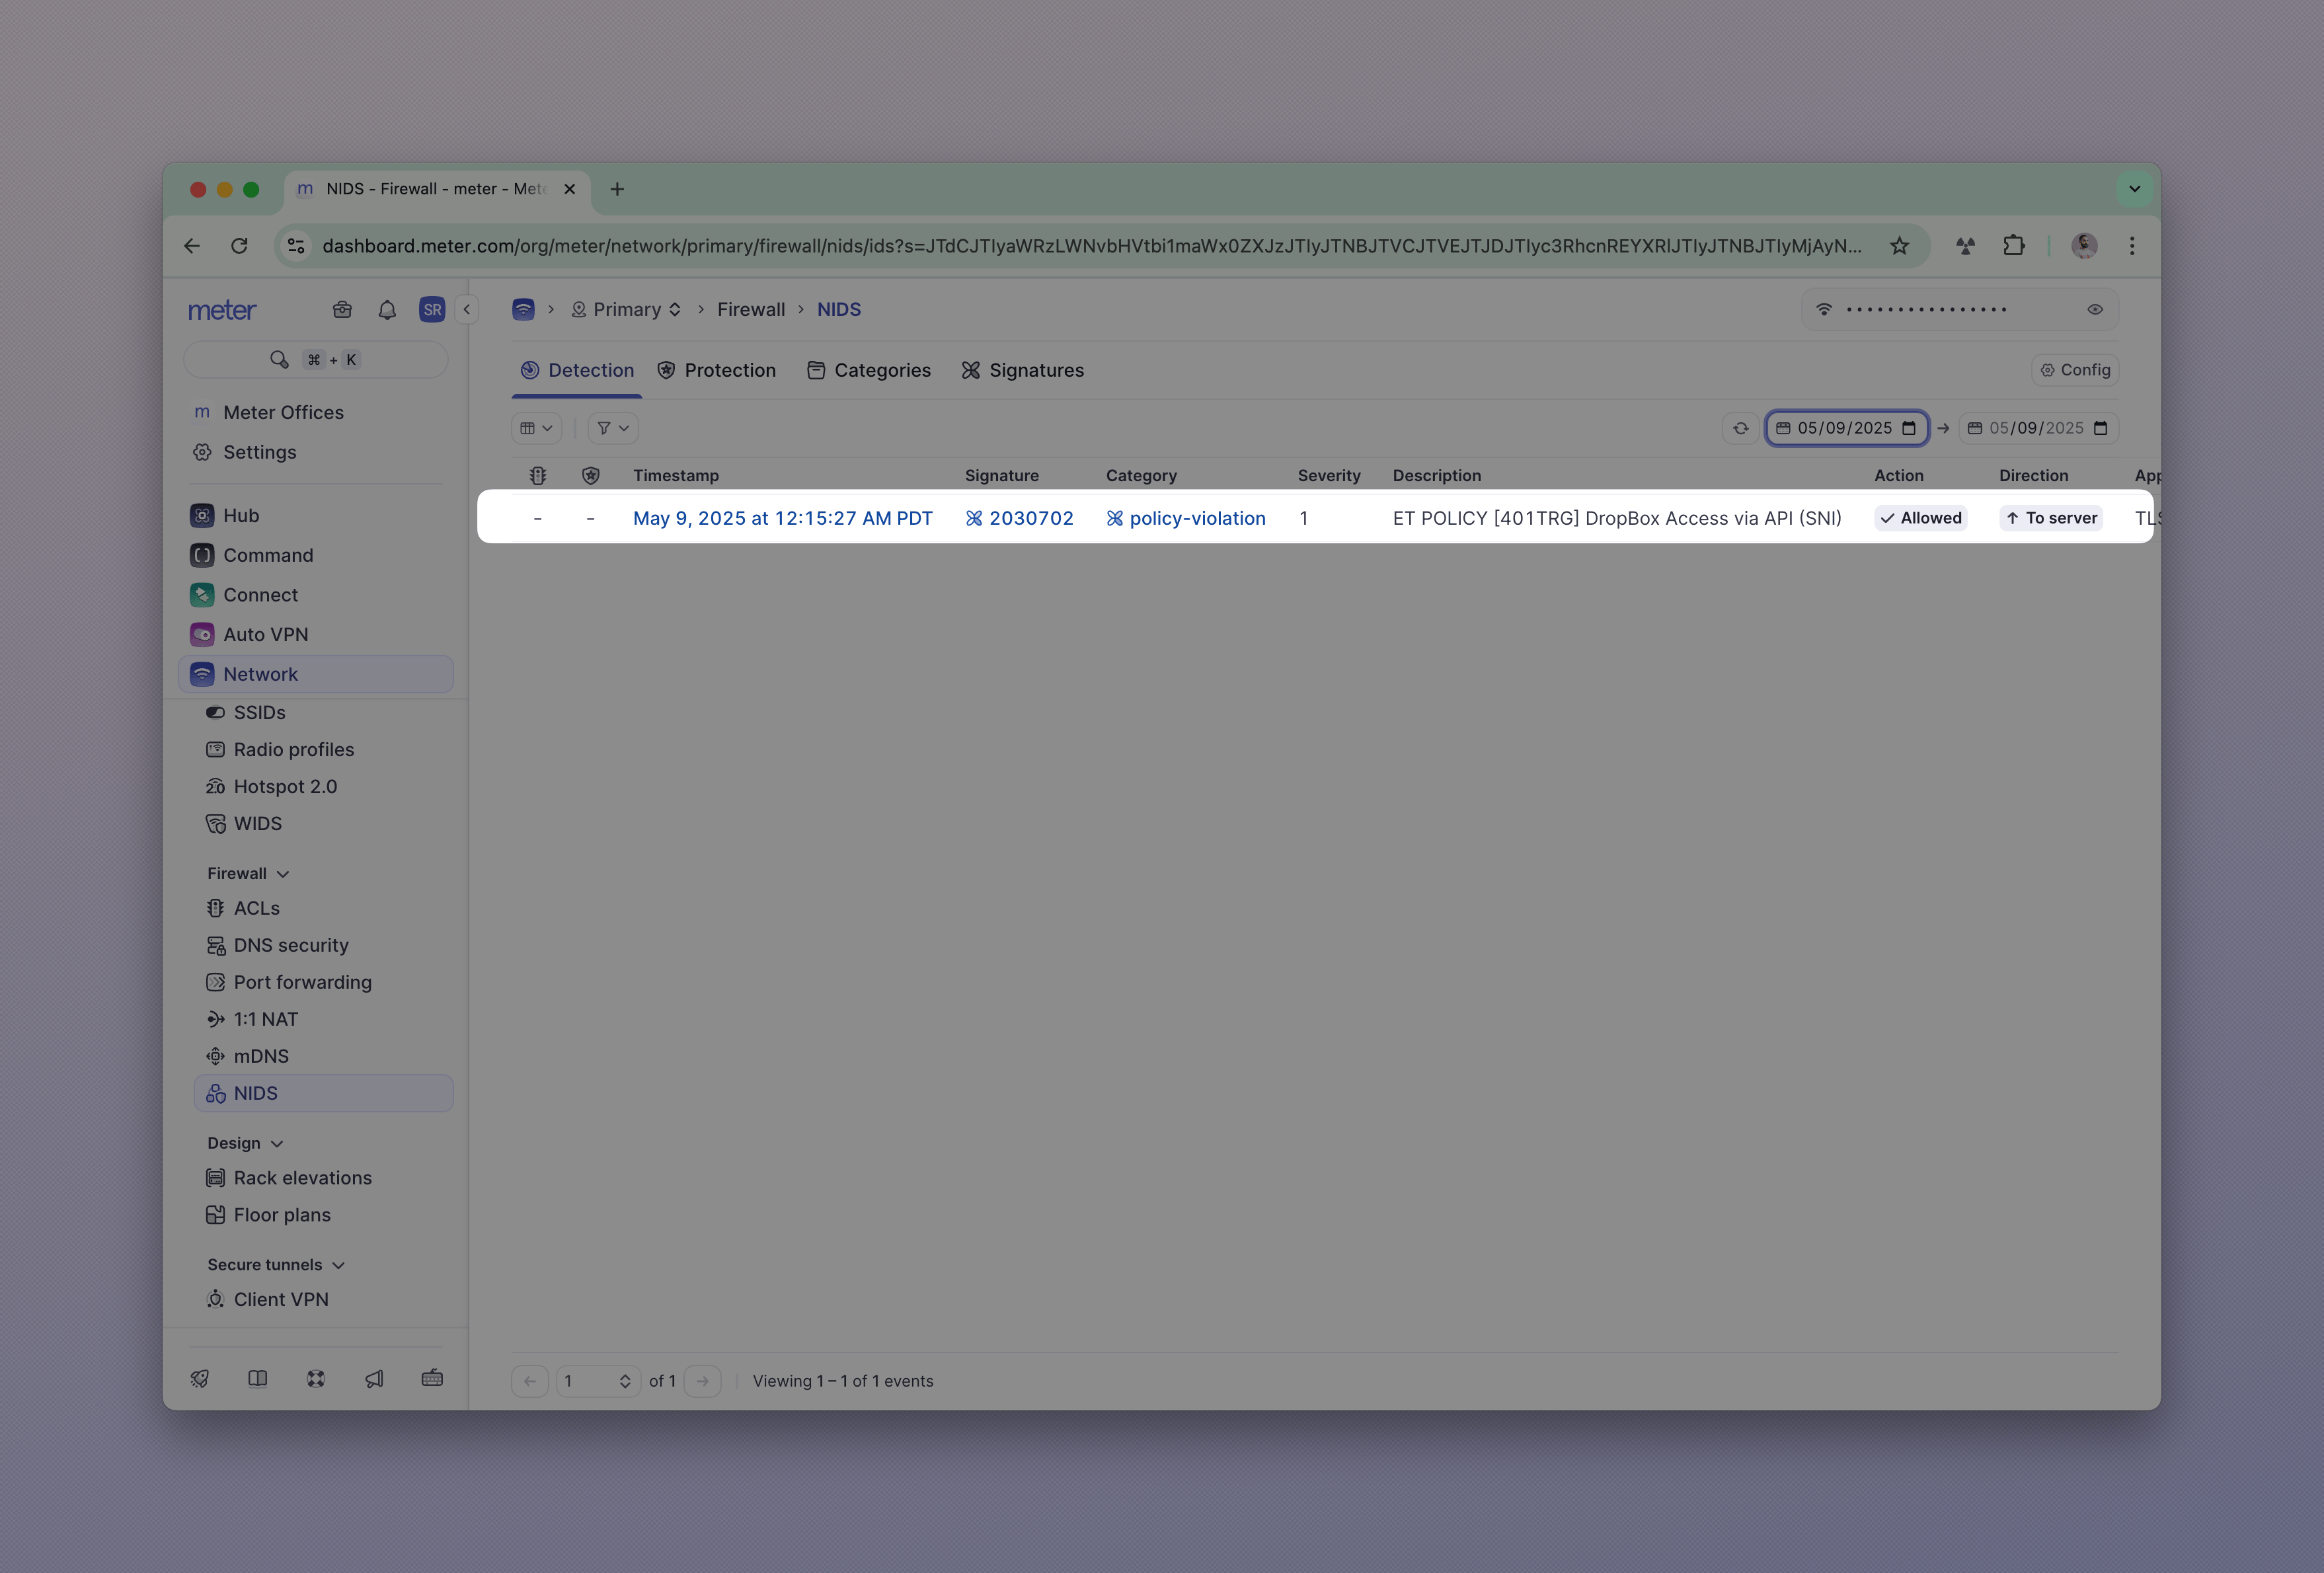 NIDS - Firewall - meter - Mete
dashboard.meter.com/org/meter/network/primary/firewall/nids/ids?s=JTdCJTIyaWRzLWNvbHVtbi1maWx0ZXJzJTIyJTNBJTVCJTVEJTJDJTIyc3RhcnREYXRlJTIyJTNBJTIyMjAyN...
meter
SR
Primary
Firewall
NIDS
•••••••••••••••
⌘ + K
Detection
Protection
Categories
Signatures
Config
Meter Offices
Settings
05/09/2025
05/09/2025
Timestamp
Signature
Category
Severity
Description
Action
Direction
App
– – May 9, 2025 at 12:15:27 AM PDT 2030702 policy-violation 1 ET POLICY [401TRG] DropBox Access via API (SNI) Allowed To server TLS
Hub
Command
Connect
Auto VPN
Network
SSIDs
Radio profiles
Hotspot 2.0
WIDS
Firewall
ACLs
DNS security
Port forwarding
1:1 NAT
mDNS
NIDS
Design
Rack elevations
Floor plans
Secure tunnels
Client VPN
1 of 1
Viewing 1 – 1 of 1 events